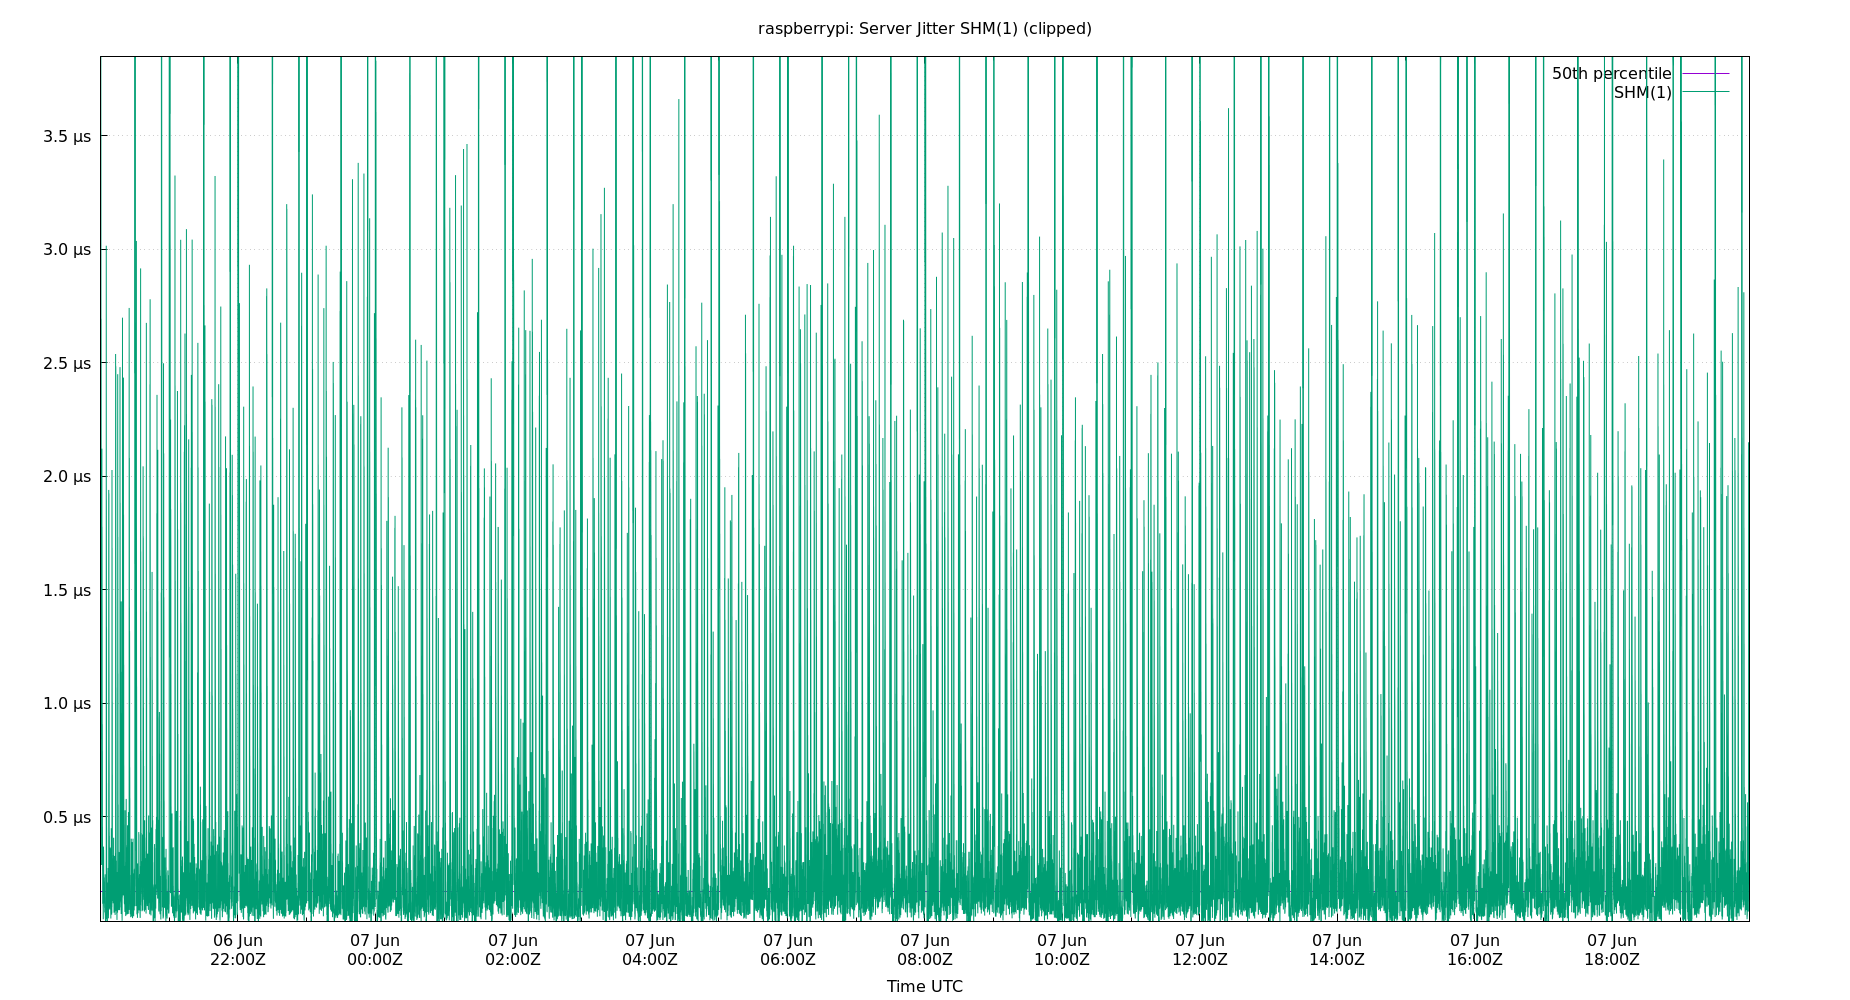 raspberrypi: Server Jitter SHM(1) (clipped)
50th percentile
SHM(1)
3.5 µs
3.0 µs
2.5 µs
2.0 µs
1.5 µs
1.0 µs
0.5 µs
06 Jun 07 Jun 07 Jun 07 Jun 07 Jun 07 Jun 07 Jun 07 Jun 07 Jun 07 Jun 07 Jun
22:00Z 00:00Z 02:00Z 04:00Z 06:00Z 08:00Z 10:00Z 12:00Z 14:00Z 16:00Z 18:00Z
Time UTC